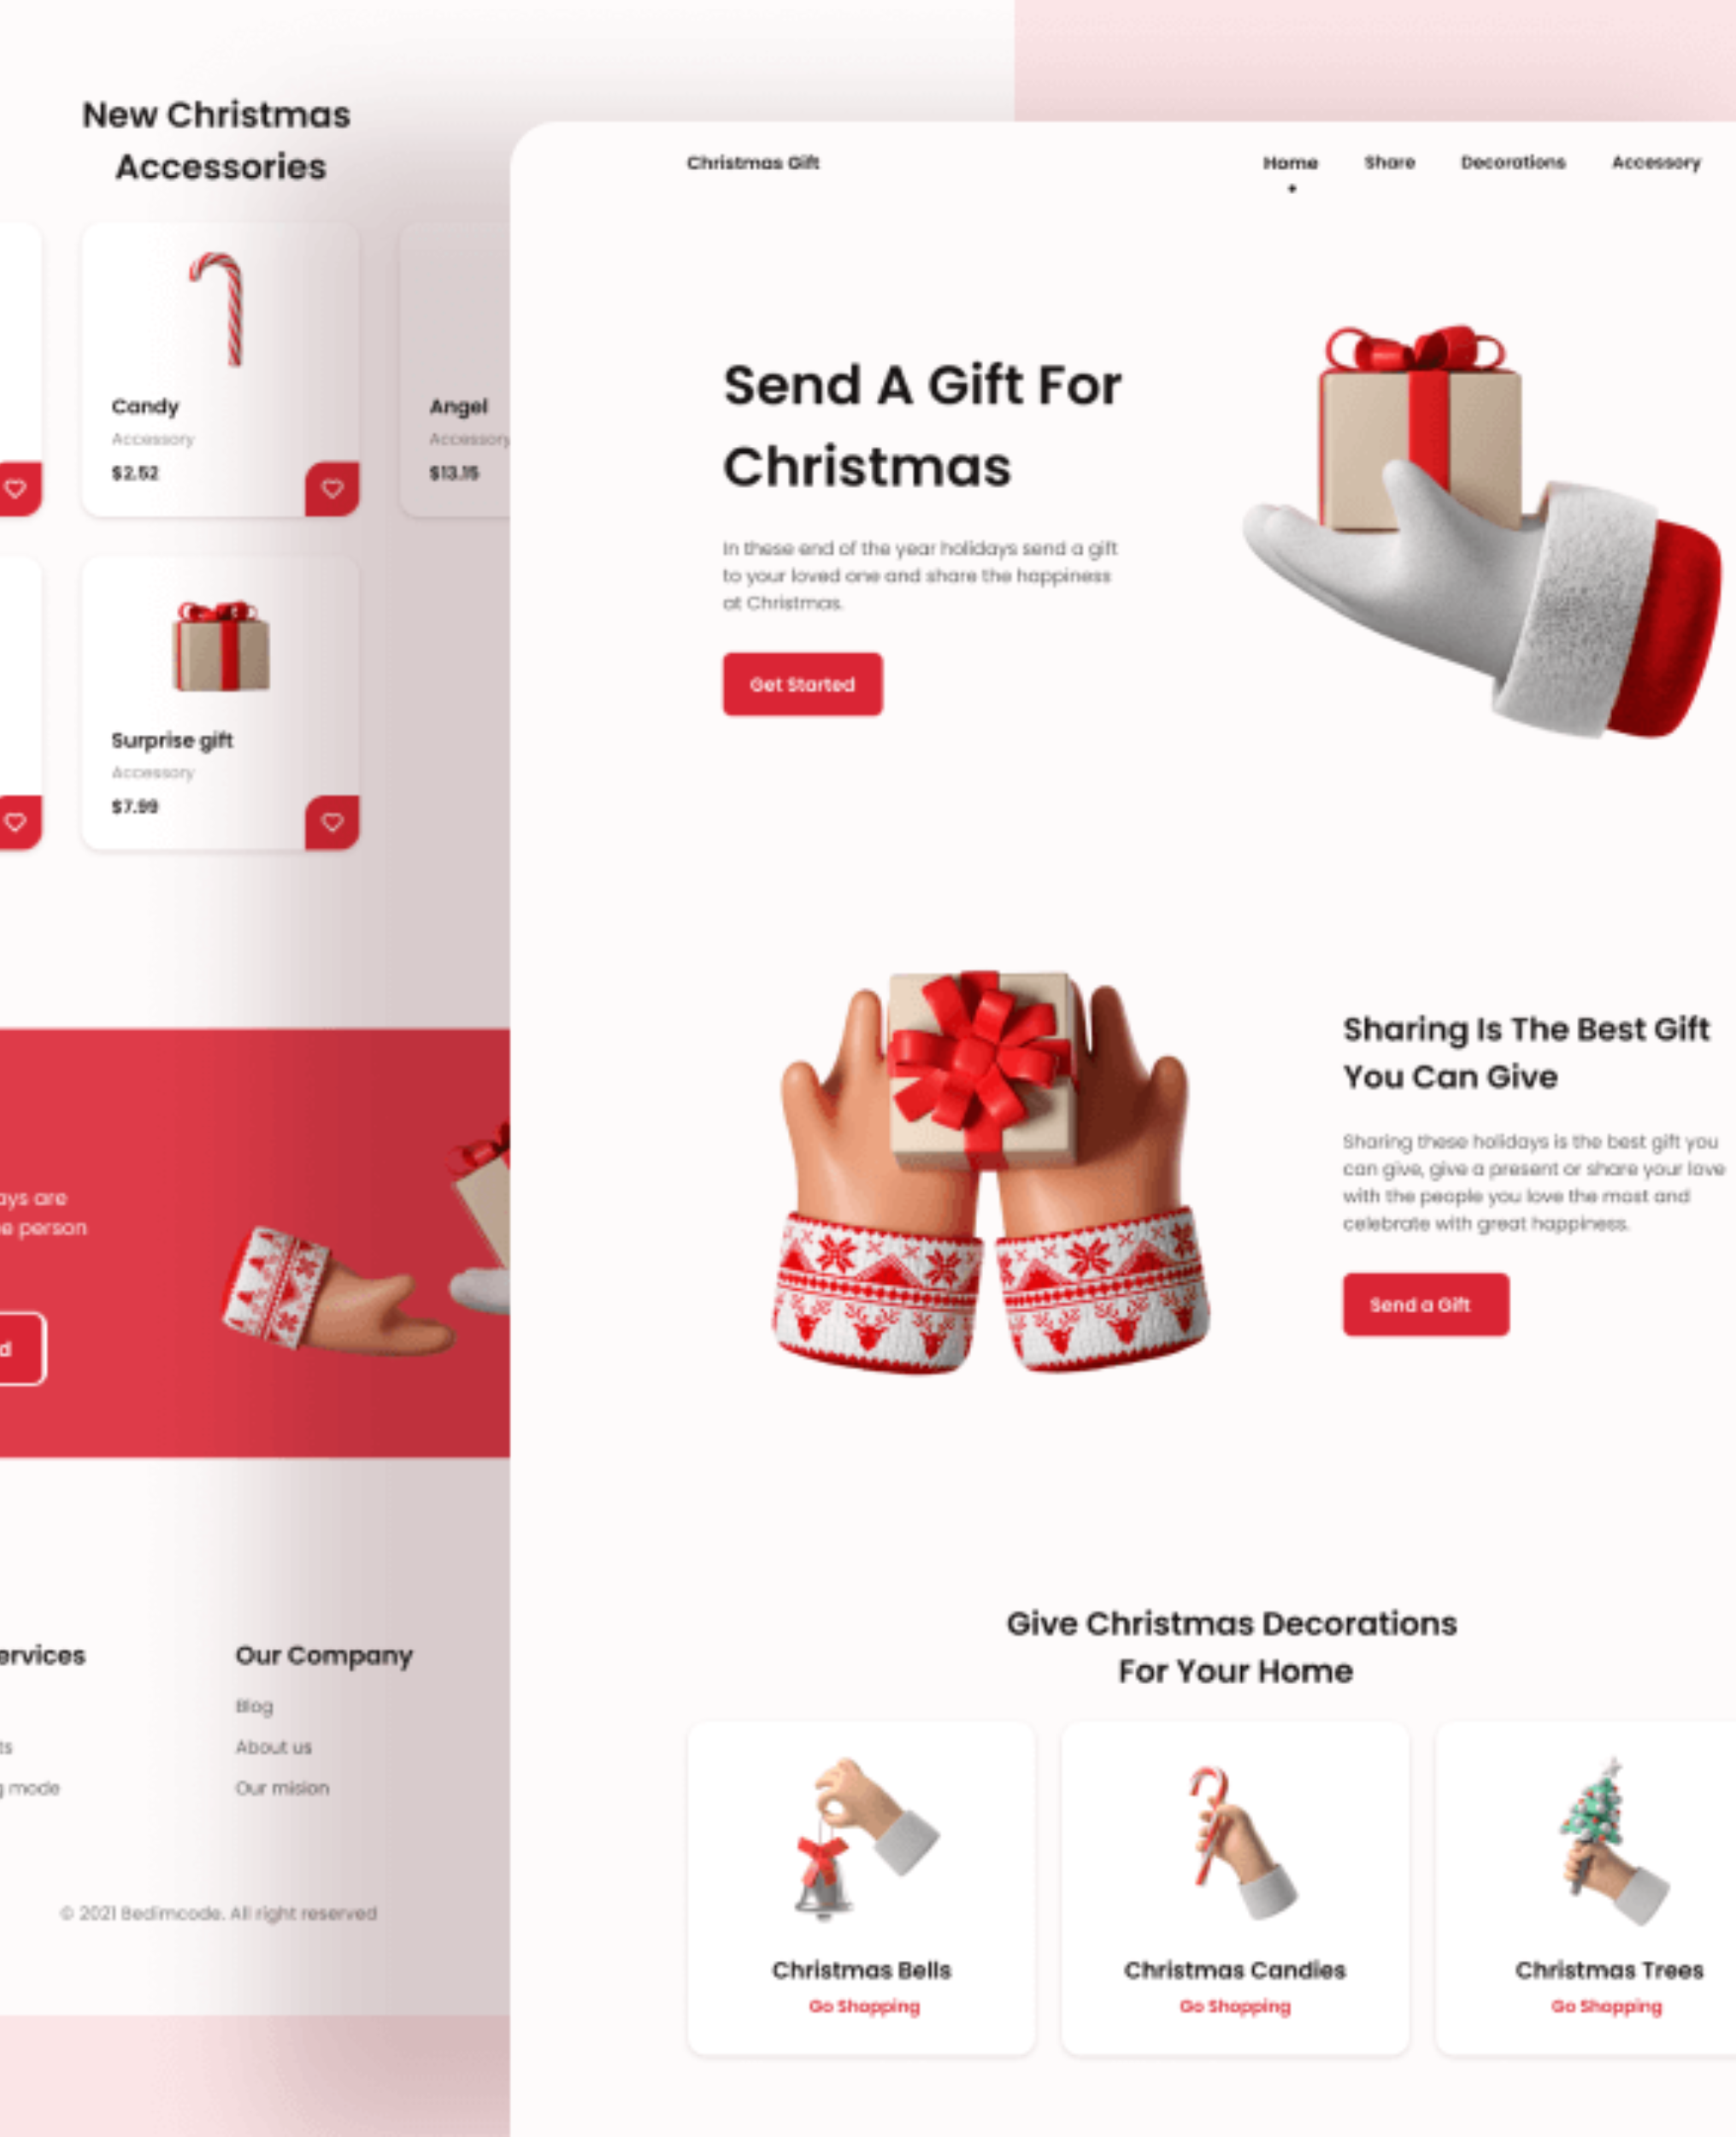 New Christmas
Accessories
Candy
Accessory
$2.52
Angel
Accessory
$13.15
Surprise gift
Accessory
$7.99
ays are
e person
d
ervices
ts
g mode
Our Company
Blog
About us
Our mision
© 2021 Bedimcode. All right reserved
Christmas Gift
Home
Share
Decorations
Accessory
Send A Gift For
Christmas
In these end of the year holidays send a gift
to your loved one and share the happiness
at Christmas.
Get Started
Sharing Is The Best Gift
You Can Give
Sharing these holidays is the best gift you
can give, give a present or share your love
with the people you love the most and
celebrate with great happiness.
Send a Gift
Give Christmas Decorations
For Your Home
Christmas Bells
Go Shopping
Christmas Candies
Go Shopping
Christmas Trees
Go Shopping